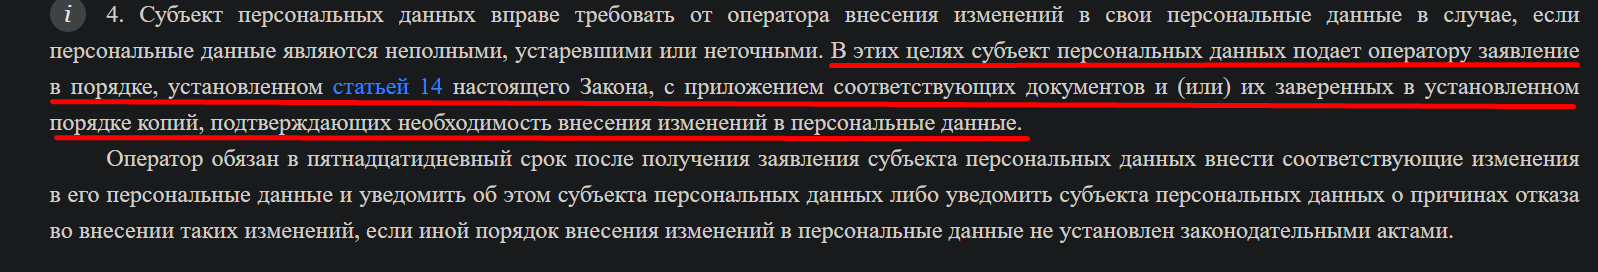 i 4. Субъект персональных данных вправе требовать от оператора внесения изменений в свои персональные данные в случае, если
персональные данные являются неполными, устаревшими или неточными. В этих целях субъект персональных данных подает оператору заявление
в порядке, установленном статьей 14 настоящего Закона, с приложением соответствующих документов и (или) их заверенных в установленном
порядке копий, подтверждающих необходимость внесения изменений в персональные данные.
Оператор обязан в пятнадцатидневный срок после получения заявления субъекта персональных данных внести соответствующие изменения
в его персональные данные и уведомить об этом субъекта персональных данных либо уведомить субъекта персональных данных о причинах отказа
во внесении таких изменений, если иной порядок внесения изменений в персональные данные не установлен законодательными актами.